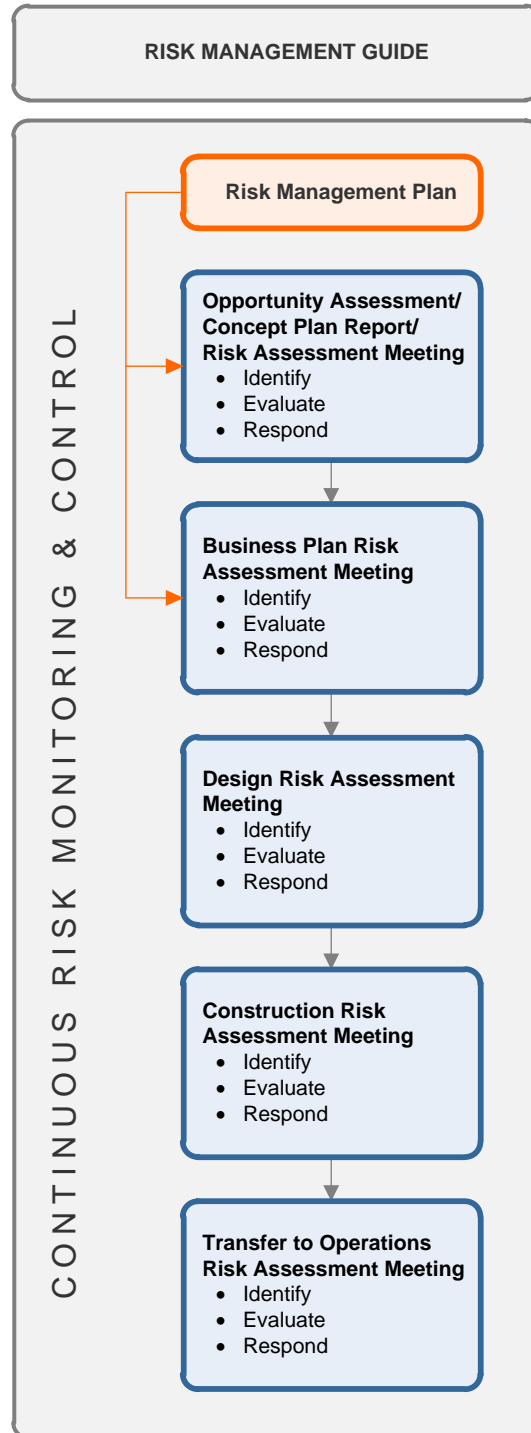 RISK MANAGEMENT GUIDE
CONTINUOUS RISK MONITORING & CONTROL
Risk Management Plan
Opportunity Assessment/
Concept Plan Report/
Risk Assessment Meeting
• Identify
• Evaluate
• Respond
Business Plan Risk
Assessment Meeting
• Identify
• Evaluate
• Respond
Design Risk Assessment
Meeting
• Identify
• Evaluate
• Respond
Construction Risk
Assessment Meeting
• Identify
• Evaluate
• Respond
Transfer to Operations
Risk Assessment Meeting
• Identify
• Evaluate
• Respond